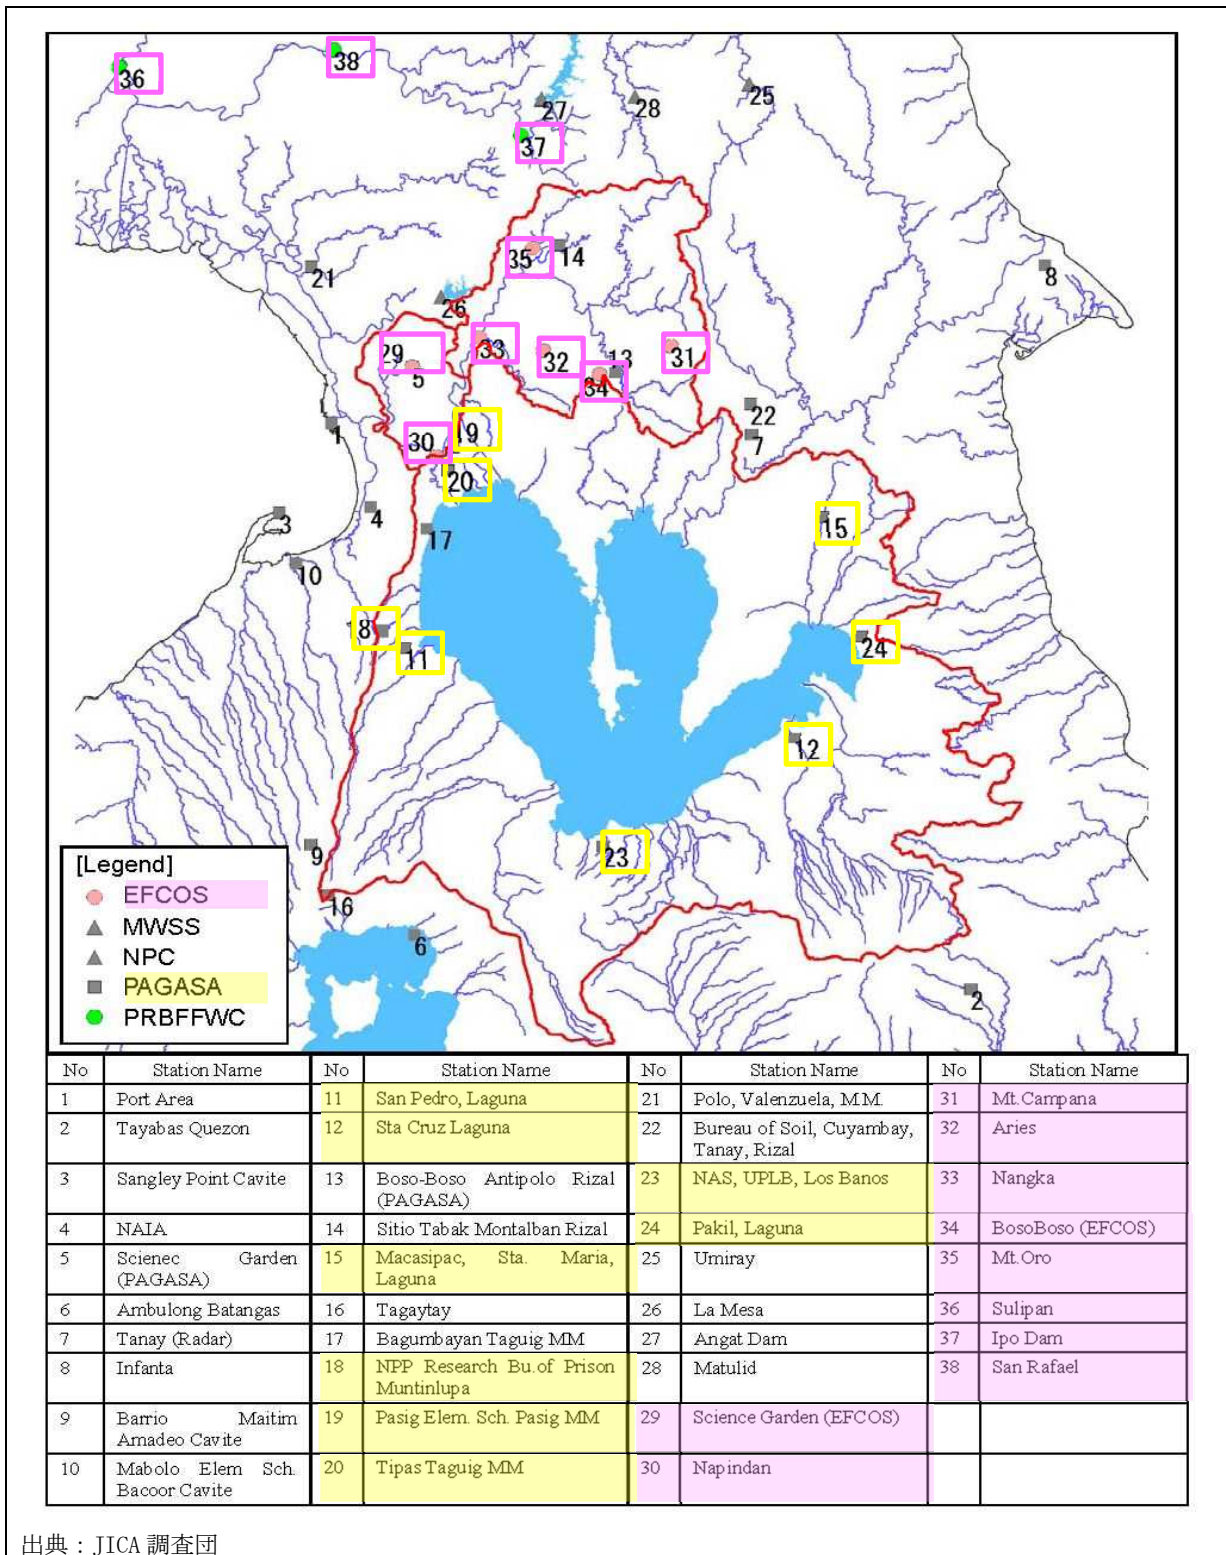 36
38
27
28
25
37
35
14
21
8
26
29
5
33
32
13
31
34
22
7
1
30
19
20
3
4
17
15
10
18
11
24
12
23
9
16
6
2
[Legend]
EFCOS
MWSS
NPC
PAGASA
PRBFFWC
No Station Name No Station Name No Station Name No Station Name
1 Port Area 11 San Pedro, Laguna 21 Polo, Valenzuela, M.M. 31 Mt.Campana
2 Tayabas Quezon 12 Sta Cruz Laguna 22 Bureau of Soil, Cuyambay, 32 Aries
Tanay, Rizal
3 Sangley Point Cavite 13 Boso-Boso Antipolo Rizal 23 NAS, UPLB, Los Banos 33 Nangka
(PAGASA)
4 NAIA 14 Sitio Tabak Montalban Rizal 24 Pakil, Laguna 34 BosoBoso (EFCOS)
5 Scienec Garden 15 Macasipac, Sta. Maria, 25 Umiray 35 Mt.Oro
(PAGASA) Laguna
6 Ambulong Batangas 16 Tagaytay 26 La Mesa 36 Sulipan
7 Tanay (Radar) 17 Bagumbayan Taguig MM 27 Angat Dam 37 Ipo Dam
8 Infanta 18 NPP Research Bu.of Prison 28 Matulid 38 San Rafael
Muntinlupa
9 Barrio Maitim 19 Pasig Elem. Sch. Pasig MM 29 Science Garden (EFCOS)
Amadeo Cavite
10 Mabolo Elem Sch. 20 Tipas Taguig MM 30 Napindan
Bacoor Cavite
出典：JICA 調査団